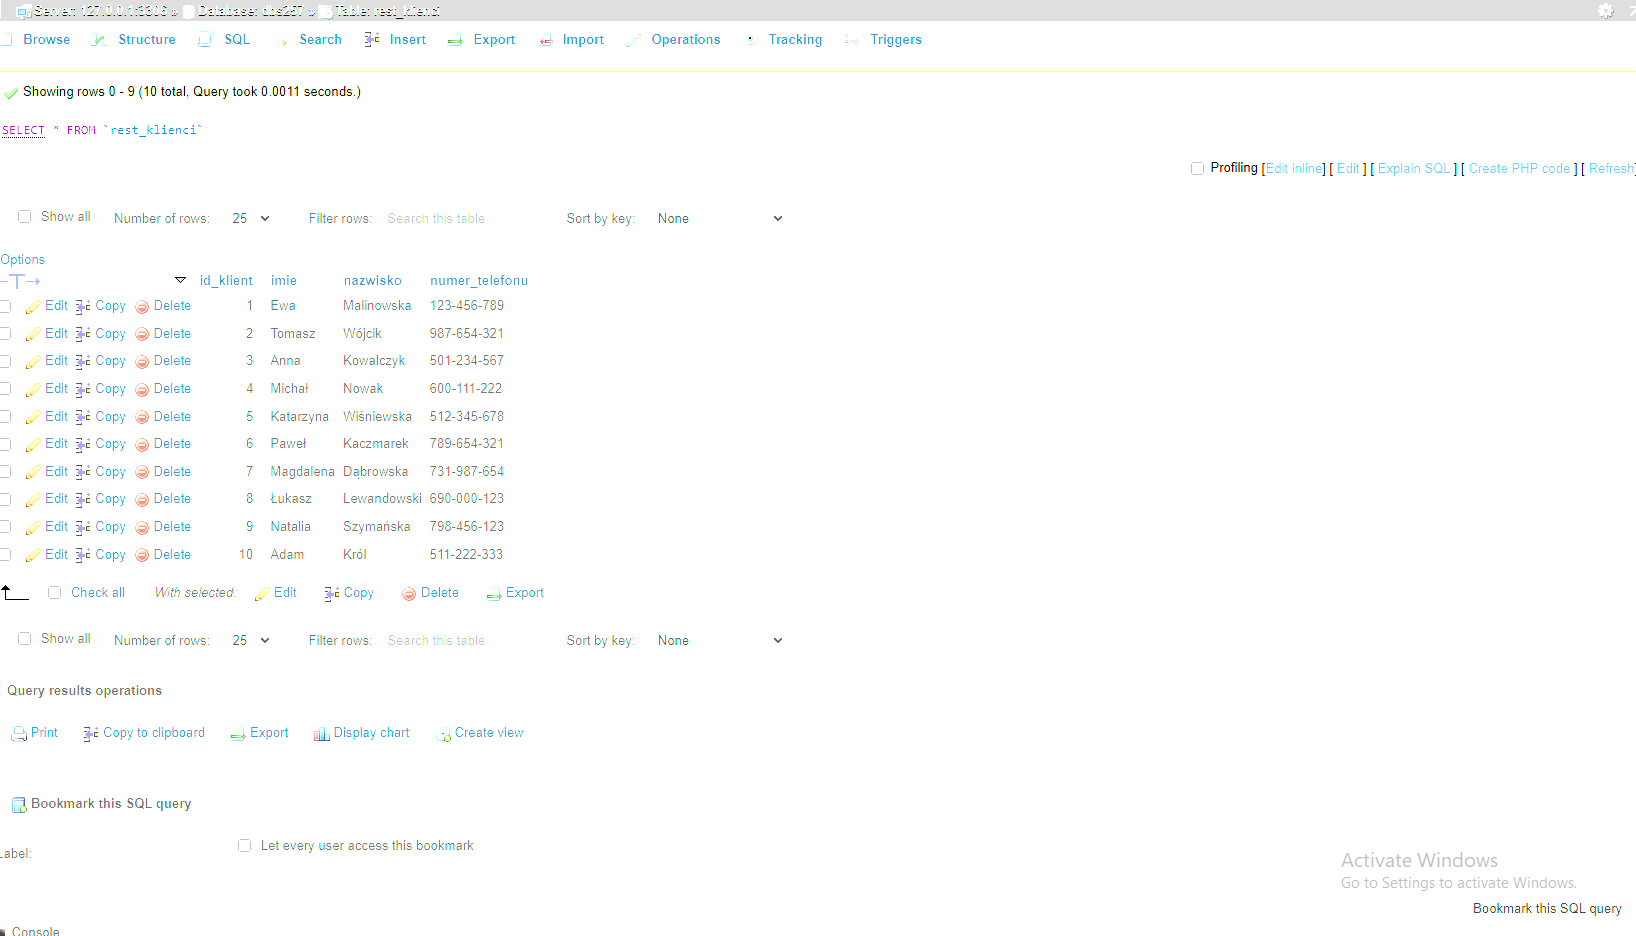 Server: 127.0.0.1:3306 » Database: dbs257 » Table: rest_klienci
Browse Structure SQL Search Insert Export Import Operations Tracking Triggers
Showing rows 0 - 9 (10 total, Query took 0.0011 seconds.)
SELECT * FROM `rest_klienci`
Profiling [Edit inline] [ Edit ] [ Explain SQL ] [ Create PHP code ] [ Refresh]
Show all Number of rows: 25 Filter rows: Search this table Sort by key: None
Options
id_klient imie nazwisko numer_telefonu
Edit Copy Delete 1 Ewa Malinowska 123-456-789
Edit Copy Delete 2 Tomasz Wójcik 987-654-321
Edit Copy Delete 3 Anna Kowalczyk 501-234-567
Edit Copy Delete 4 Michał Nowak 600-111-222
Edit Copy Delete 5 Katarzyna Wiśniewska 512-345-678
Edit Copy Delete 6 Paweł Kaczmarek 789-654-321
Edit Copy Delete 7 Magdalena Dąbrowska 731-987-654
Edit Copy Delete 8 Łukasz Lewandowski 690-000-123
Edit Copy Delete 9 Natalia Szymańska 798-456-123
Edit Copy Delete 10 Adam Król 511-222-333
Check all With selected: Edit Copy Delete Export
Show all Number of rows: 25 Filter rows: Search this table Sort by key: None
Query results operations
Print Copy to clipboard Export Display chart Create view
Bookmark this SQL query
Label: Let every user access this bookmark
Activate Windows
Go to Settings to activate Windows.
Bookmark this SQL query
Console